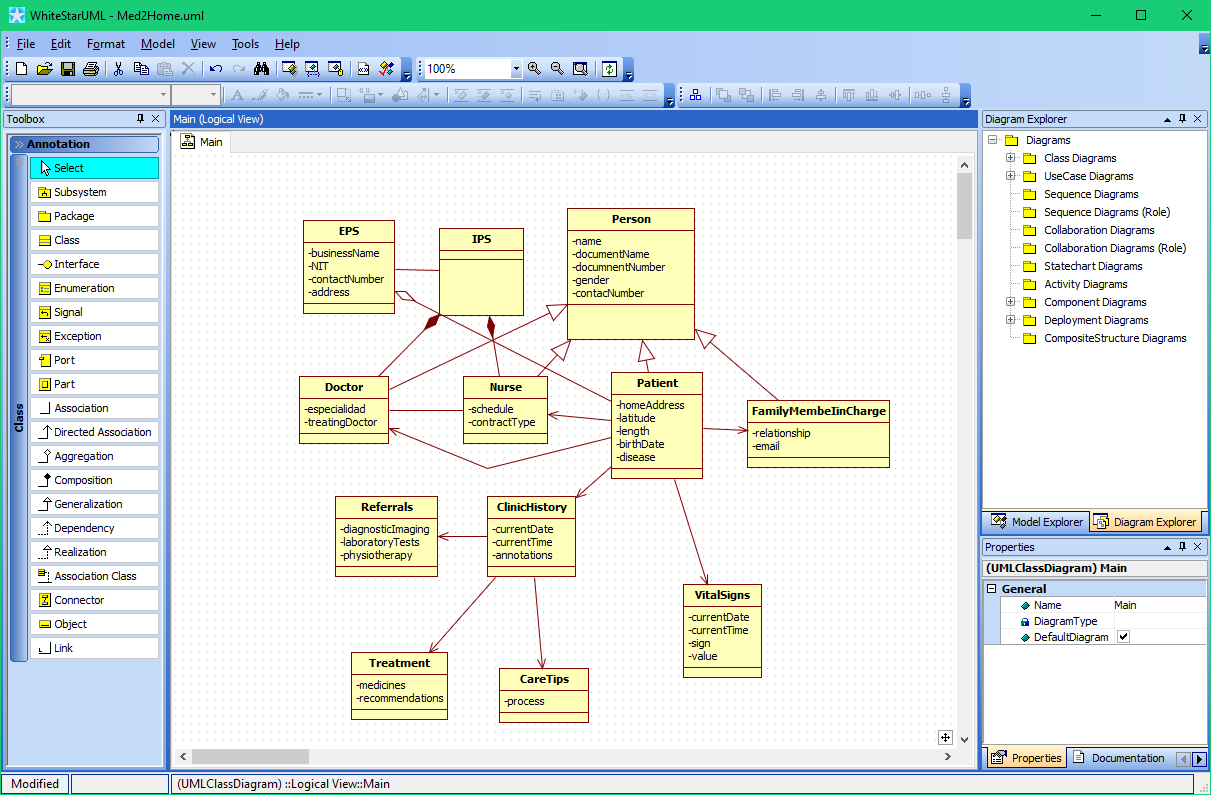 WhiteStarUML - Med2Home.uml
File Edit Format Model View Tools Help
100%
Toolbox
Annotation
Select
Subsystem
Package
Class
Interface
Enumeration
Signal
Exception
Port
Part
Association
Directed Association
Aggregation
Composition
Generalization
Dependency
Realization
Association Class
Connector
Object
Link
Class
Main (Logical View)
Main
EPS
-businessName
-NIT
-contactNumber
-address
IPS
Person
-name
-documentName
-documnentNumber
-gender
-contacNumber
Doctor
-especialidad
-treatingDoctor
Nurse
-schedule
-contractType
Patient
-homeAddress
-latitude
-length
-birthDate
-disease
FamilyMembeIinCharge
-relationship
-email
Referrals
-diagnosticImaging
-laboratoryTests
-physiotherapy
ClinicHistory
-currentDate
-currentTime
-annotations
VitalSigns
-currentDate
-currentTime
-sign
-value
Treatment
-medicines
-recommendations
CareTips
-process
Diagram Explorer
Diagrams
Class Diagrams
UseCase Diagrams
Sequence Diagrams
Sequence Diagrams (Role)
Collaboration Diagrams
Collaboration Diagrams (Role)
Statechart Diagrams
Activity Diagrams
Component Diagrams
Deployment Diagrams
CompositeStructure Diagrams
Model Explorer Diagram Explorer
Properties
(UMLClassDiagram) Main
General
Name Main
DiagramType
DefaultDiagram
Properties Documentation
Modified
(UMLClassDiagram) ::Logical View::Main